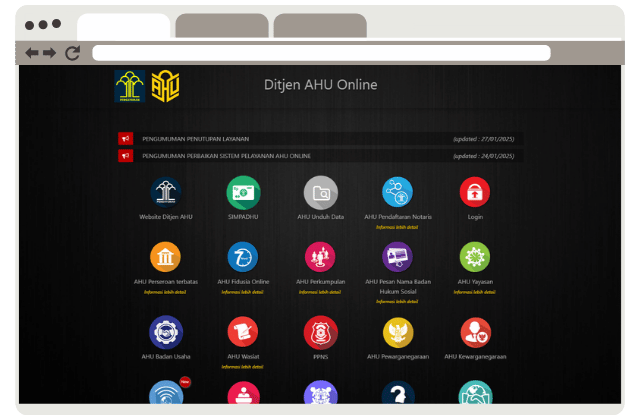 AHU
Ditjen AHU Online
PENGUMUMAN PENUTUPAN LAYANAN (updated : 27/01/2025)
PENGUMUMAN PERBAIKAN SISTEM PELAYANAN AHU ONLINE (updated : 24/01/2025)
Website Ditjen AHU SIMPADHU AHU Unduh Data AHU Pendaftaran Notaris Login
Informasi lebih detail
AHU Perseroan terbatas AHU Fidusia Online AHU Perkumpulan AHU Pesan Nama Badan AHU Yayasan
Informasi lebih detail Informasi lebih detail Informasi lebih detail Hukum Sosial Informasi lebih detail
Informasi lebih detail
AHU Badan Usaha AHU Wasiat PPNS AHU Pewarganegaraan AHU Kewarganegaraan
Informasi lebih detail
New